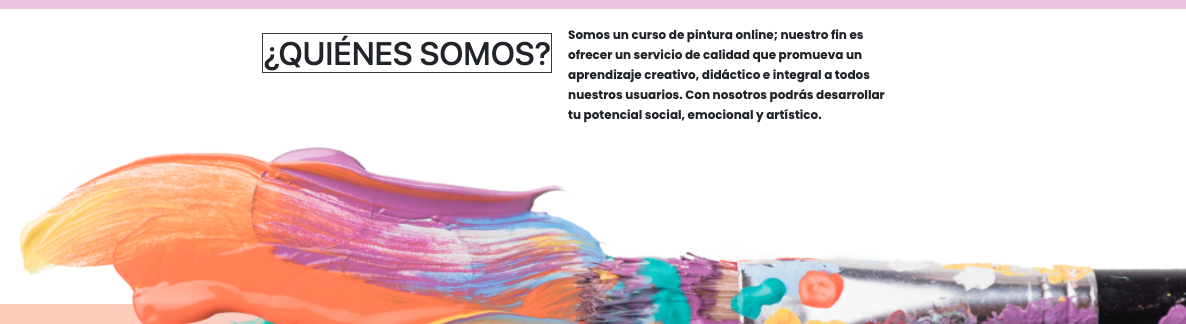 ¿QUIÉNES SOMOS?
Somos un curso de pintura online; nuestro fin es
ofrecer un servicio de calidad que promueva un
aprendizaje creativo, didáctico e integral a todos
nuestros usuarios. Con nosotros podrás desarrollar
tu potencial social, emocional y artístico.